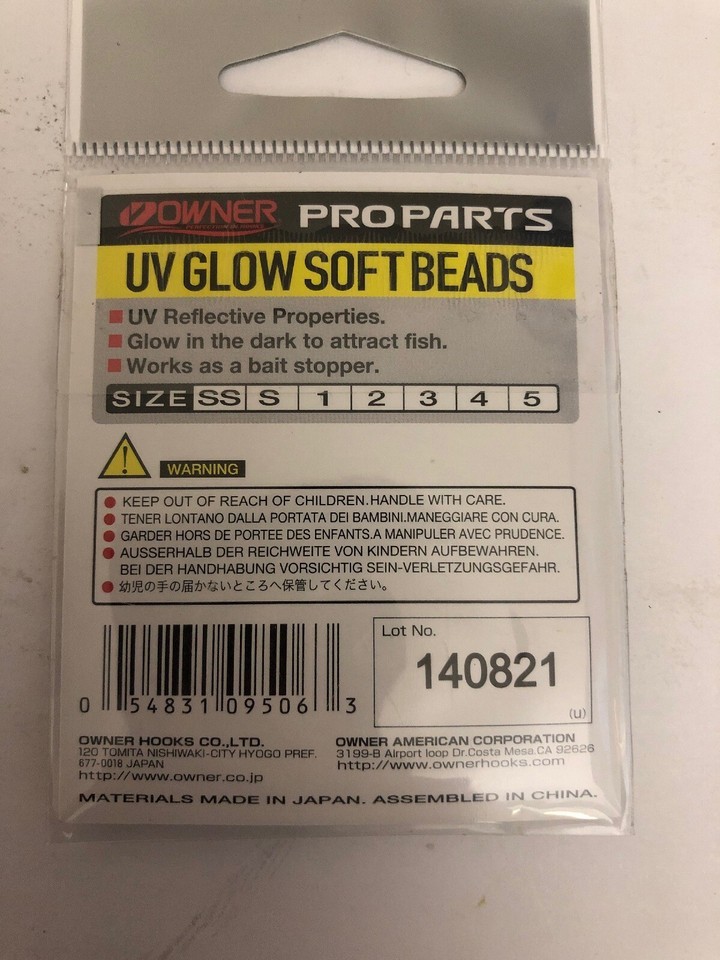 OWNER PROPARTS
PERFECTION IN HOOKS
UV GLOW SOFT BEADS
UV Reflective Properties.
Glow in the dark to attract fish.
Works as a bait stopper.
SIZE SS S 1 2 3 4 5
WARNING
KEEP OUT OF REACH OF CHILDREN.HANDLE WITH CARE.
TENER LONTANO DALLA PORTATA DEI BAMBINI.MANEGGIARE CON CURA.
GARDER HORS DE PORTEE DES ENFANTS.A MANIPULER AVEC PRUDENCE.
AUSSERHALB DER REICHWEITE VON KINDERN AUFBEWAHREN.
BEI DER HANDHABUNG VORSICHTIG SEIN-VERLETZUNGSGEFAHR.
幼児の手の届かないところへ保管してください。
0 54831 09506 3
Lot No.
140821
(u)
OWNER HOOKS CO.,LTD.
120 TOMITA NISHIWAKI-CITY HYOGO PREF.
677-0018 JAPAN
http://www.owner.co.jp
OWNER AMERICAN CORPORATION
3199-B Airport loop Dr.Costa Mesa.CA 92626
http://www.ownerhooks.com
MATERIALS MADE IN JAPAN. ASSEMBLED IN CHINA.